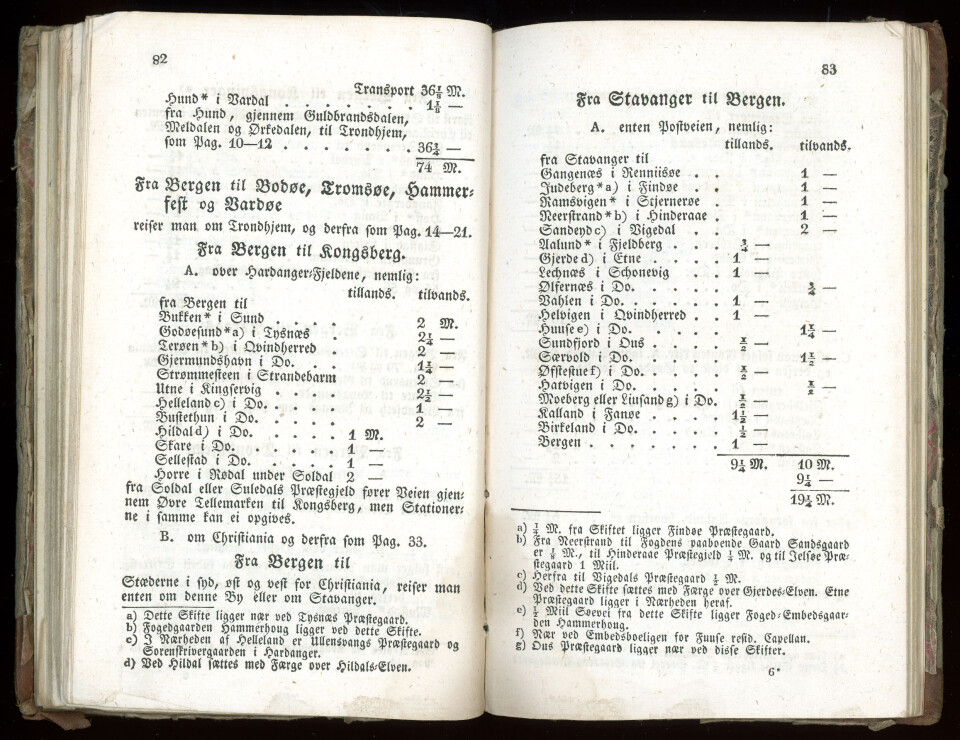 82
Transport 36⅛ M.
Hund* i Vardal . . . . . . . 1⅛ —
fra Hund, gjennem Guldbrandsdalen,
Meldalen og Ørkedalen, til Trondhjem,
som Pag. 10—12 . . . . . . . 36¾ —
74 M.
Fra Bergen til Bodøe, Tromsøe, Hammer-
fest og Vardøe
reiser man om Trondhjem, og derfra som Pag. 14—21.
Fra Bergen til Kongsberg.
A. over Hardanger-Fjeldene, nemlig:
tillands. tilvands.
fra Bergen til
Bukken* i Sund . . . . 2 M.
Godøesund*a) i Tysnæs . 2¼ —
Terøen*b) i Qvindherred . 2 —
Gjermundshavn i Do. . . . 1¼ —
Strømmesteen i Strandebarm 2 —
Utne i Kingservig . . . . 2½ —
Helleland c) i Do. . . . . 1 —
Bustethun i Do. . . . . 2 —
Hildal d) i Do. . . . . 1 M.
Skare i Do. . . . . . 1 —
Sellestad i Do. . . . . 1 —
Horre i Rødal under Soldal 2 —
fra Soldal eller Suledals Præstegjeld fører Veien gjen-
nem Øvre Tellemarken til Kongsberg, men Stationer-
ne i samme kan ei opgives.
B. om Christiania og derfra som Pag. 33.
Fra Bergen til
Stæderne i syd, øst og vest for Christiania, reiser man
enten om denne By eller om Stavanger.
a) Dette Skifte ligger nær ved Tysnæs Præstegaard.
b) Fogedgaarden Hammerhoug ligger ved dette Skifte.
c) I Nærheden af Helleland er Ullensvangs Præstegaard og
Sorenskrivergaarden i Hardanger.
d) Ved Hildal sættes med Færge over Hildals-Elven.
83
Fra Stavanger til Bergen.
A. enten Postveien, nemlig:
tillands. tilvands.
fra Stavanger til
Gangenæs i Renniisøe . . 1 —
Judeberg*a) i Findøe . . 1 —
Ramsvigen* i Stjernerøe . 1 —
Neerstrand*b) i Hinderaae . 1 —
Sandeyd c) i Vigedal . . 2 —
Aalund* i Fjeldberg . . . ¾ —
Gjerde d) i Etne . . . . 1 —
Lechnæs i Schonevig . . 1 —
Ølfernæs i Do. . . . . . ¾ —
Vahlen i Do. . . . . . 1 —
Helvigen i Qvindherred . . 1 —
Huuse e) i Do. . . . . . 1¼ —
Sundfjord i Ous . . . . ½ —
Særvold i Do. . . . . . 1½ —
Øfstestue f) i Do. . . . . ½ —
Hatvigen i Do. . . . . . ½ —
Moeberg eller Liusand g) i Do. ½ —
Kalland i Fanøe . . . . 1½ —
Birkeland i Do. . . . . ½ —
Bergen . . . . . . . 1 —
9¼ M. 10 M.
9¼ —
19¼ M.
a) ¼ M. fra Skiftet ligger Findøe Præstegaard.
b) Fra Neerstrand til Fogdens paaboende Gaard Sandsgaard
er ⅛ M., til Hinderaae Præstegjeld ¼ M. og til Jelsøe Præ-
stegaard 1 Miil.
c) Herfra til Vigedals Præstegaard ½ M.
d) Ved dette Skifte sættes med Færge over Gjerdes-Elven. Etne
Præstegaard ligger i Nærheden heraf.
e) ½ Miil Søevei fra dette Skifte ligger Foged-Embedsgaar-
den Hammerhong.
f) Nær ved Embedsboeligen for Fuuse resid. Capellan.
g) Ous Præstegaard ligger nær ved disse Skifter.
6*